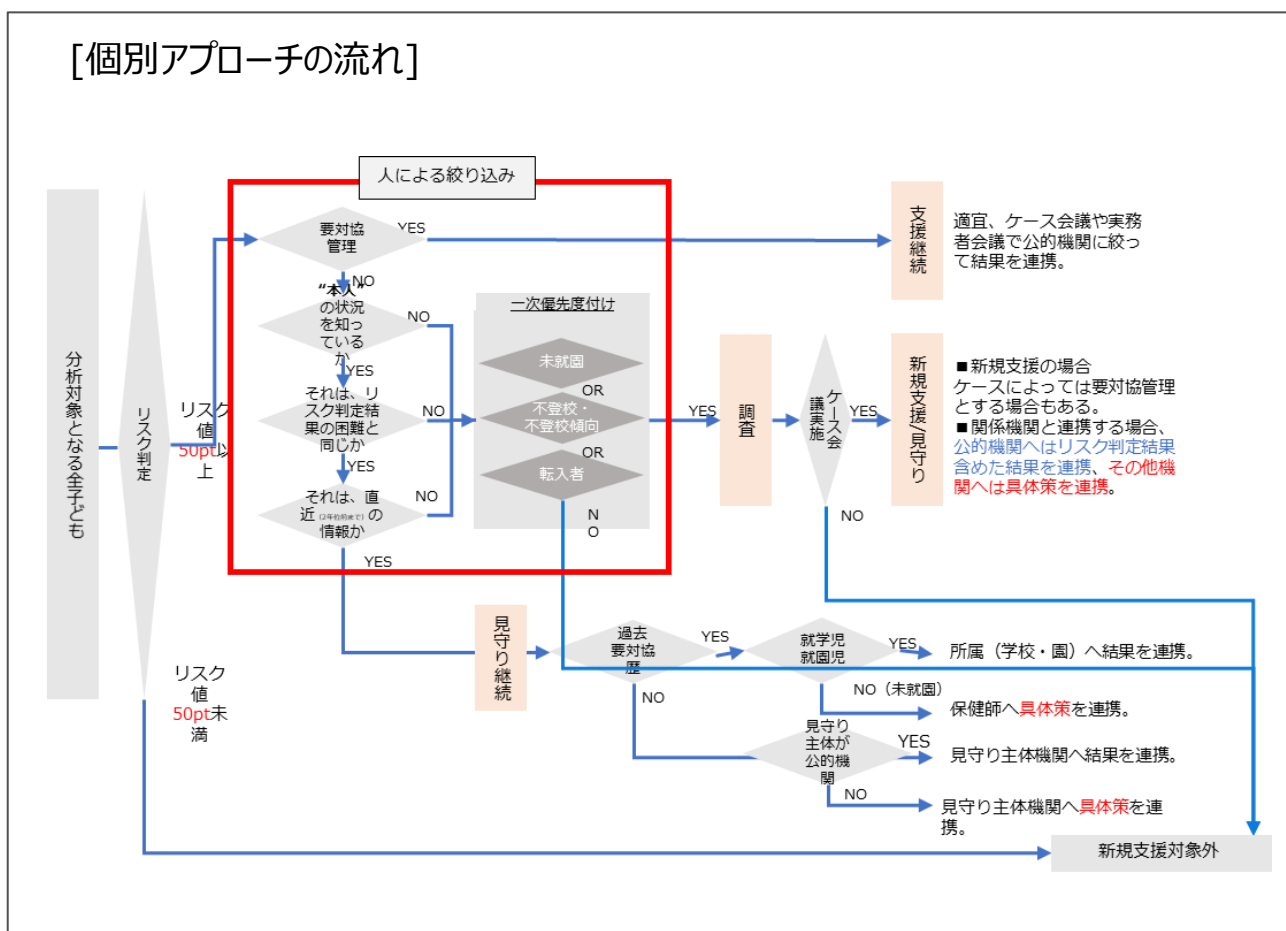 [個別アプローチの流れ]
人による絞り込み
分析対象となる全子ども
リスク判定
リスク
値
50pt以
上
リスク
値
50pt未
満
要対協
管理
YES
NO
“本人”
の状況
を知っ
ている
か
NO
YES
それは、リ
スク判定結
果の困難と
同じか
NO
YES
それは、直
近(2年位前まで)の
情報か
NO
YES
一次優先度付け
未就園
OR
不登校・
不登校傾向
OR
転入者
N
O
YES
調査
ケース会
議実施
YES
NO
支援継続
適宜、ケース会議や実務
者会議で公的機関に絞っ
て結果を連携。
新規支援/見守り
■新規支援の場合
ケースによっては要対協管理
とする場合もある。
■関係機関と連携する場合、
公的機関へはリスク判定結果
含めた結果を連携、その他機
関へは具体策を連携。
見守り継続
過去
要対協
歴
YES
NO
就学児
就園児
YES
所属（学校・園）へ結果を連携。
NO（未就園）
保健師へ具体策を連携。
見守り
主体が
公的機
関
YES
見守り主体機関へ結果を連携。
NO
見守り主体機関へ具体策を連
携。
新規支援対象外